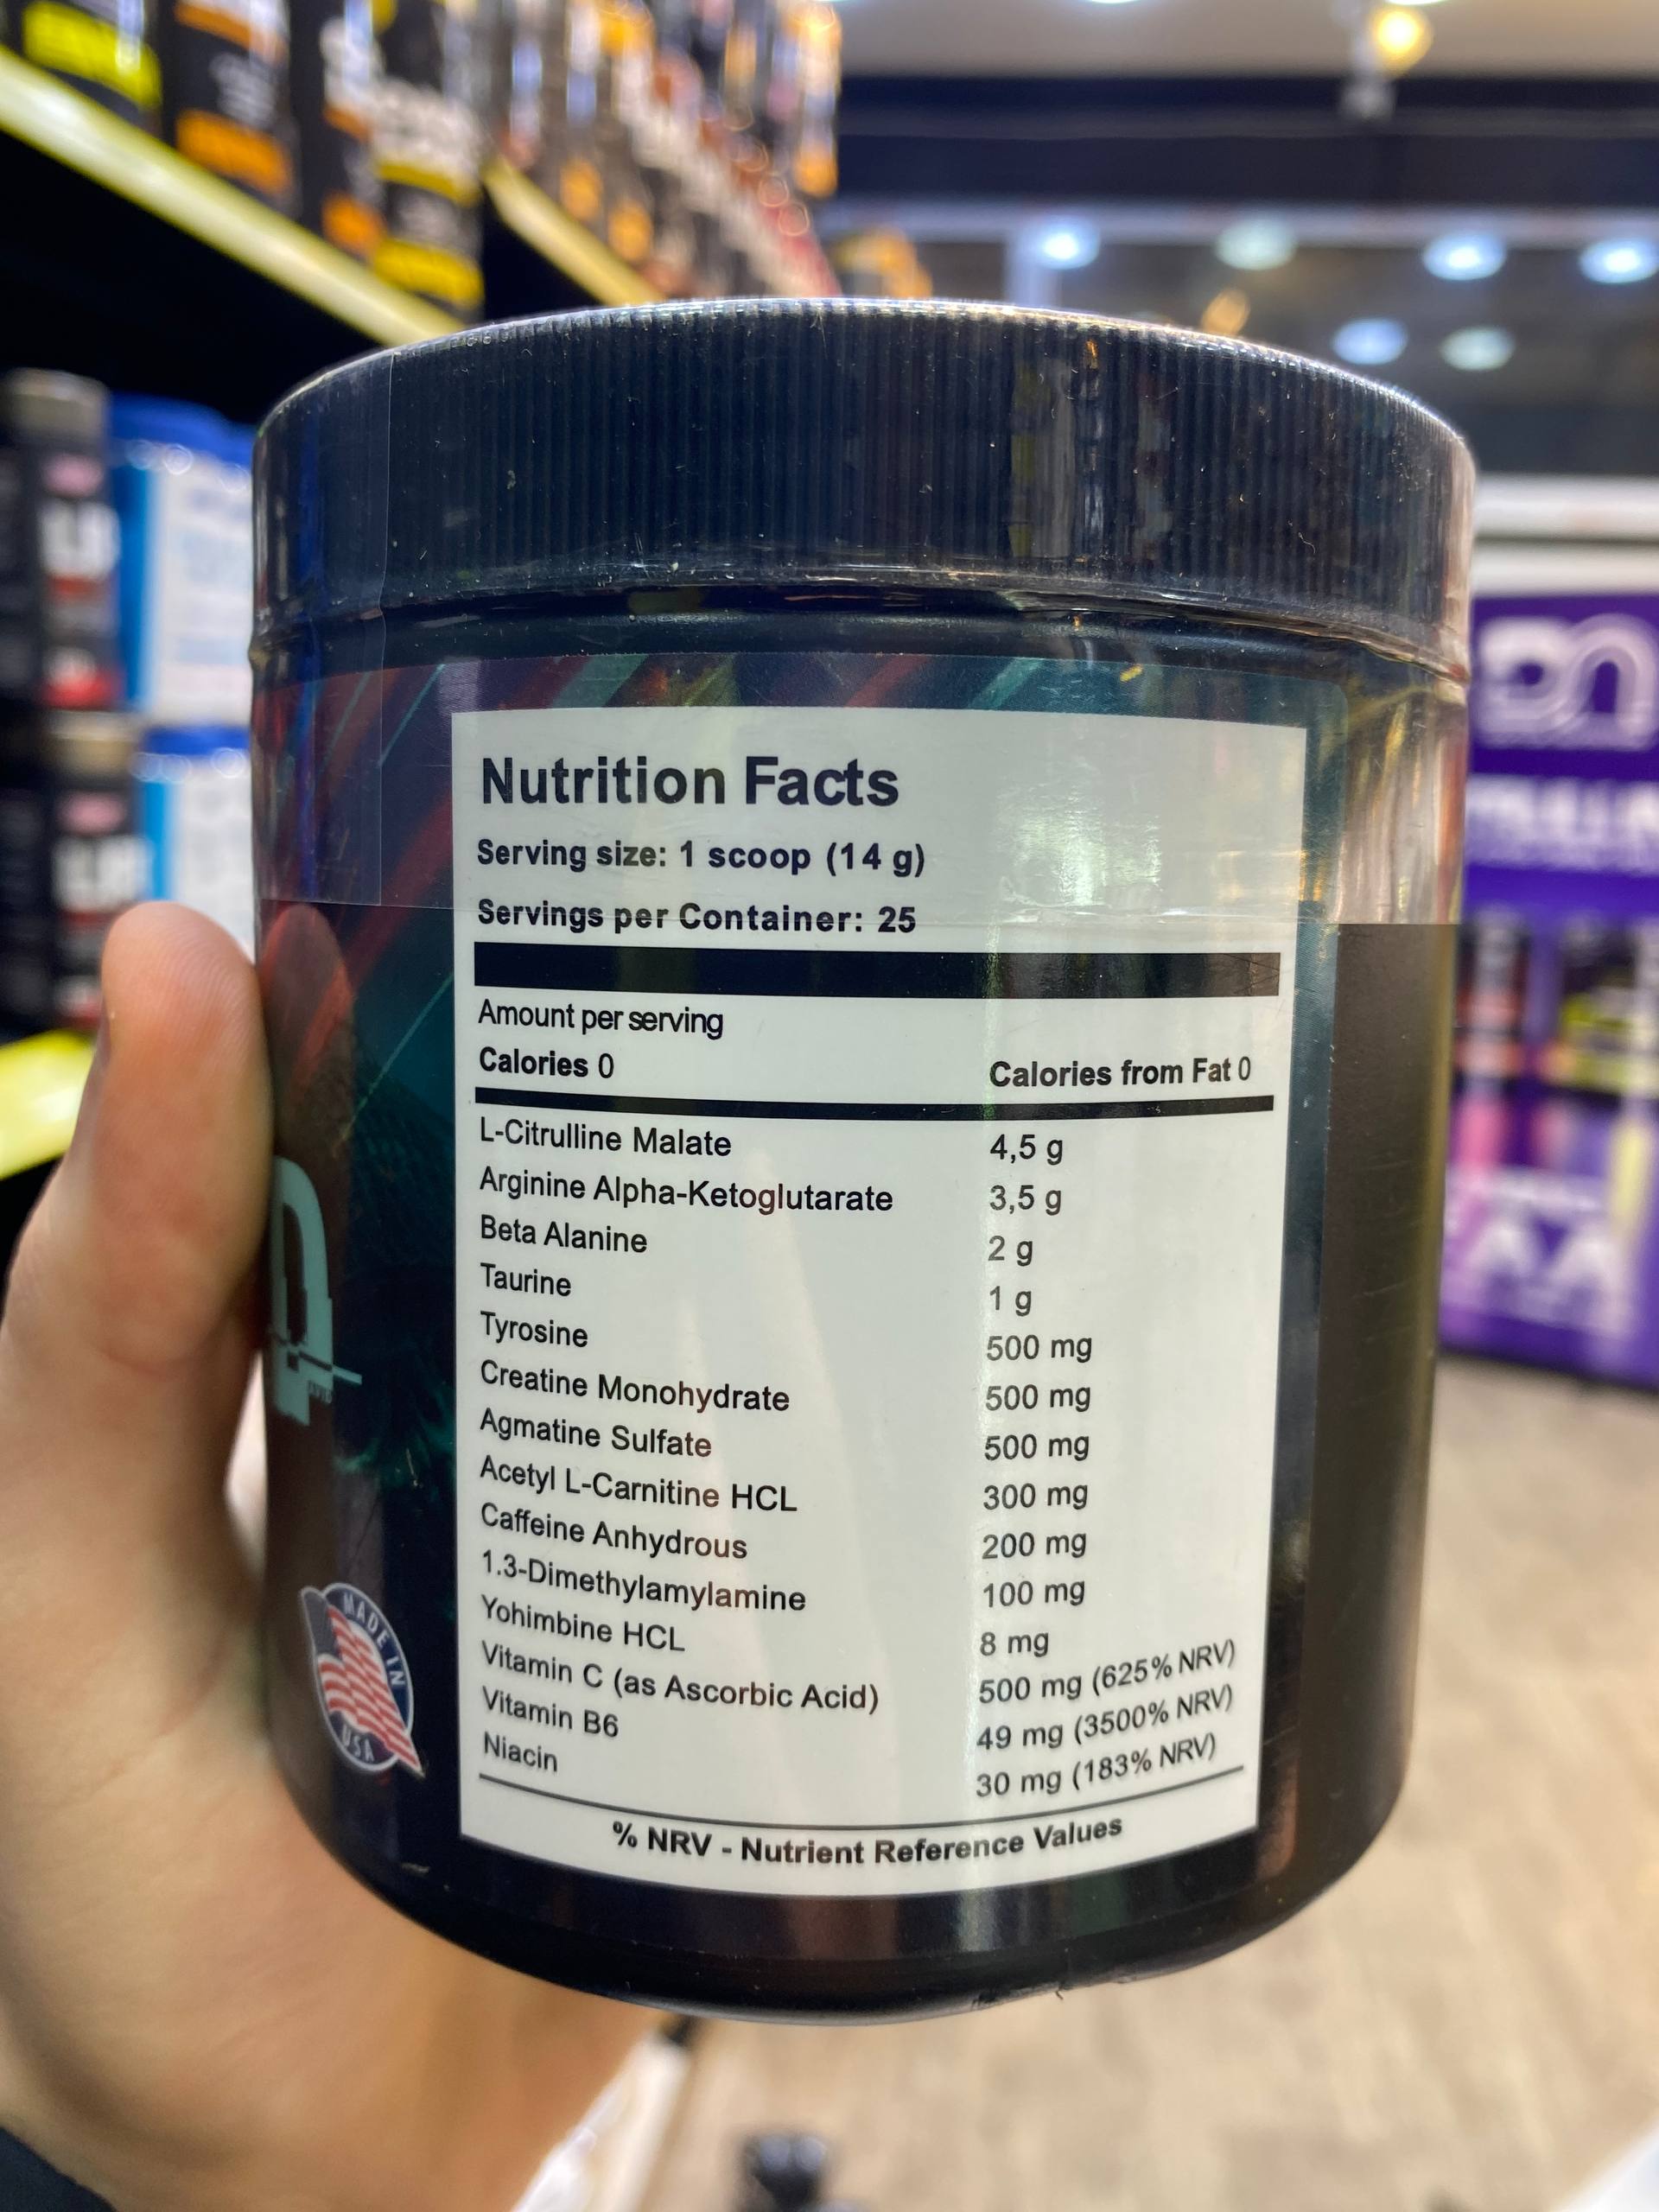 Nutrition Facts
Serving size: 1 scoop (14 g)
Servings per Container: 25
Amount per serving
Calories 0 Calories from Fat 0
L-Citrulline Malate 4,5 g
Arginine Alpha-Ketoglutarate 3,5 g
Beta Alanine 2 g
Taurine 1 g
Tyrosine 500 mg
Creatine Monohydrate 500 mg
Agmatine Sulfate 500 mg
Acetyl L-Carnitine HCL 300 mg
Caffeine Anhydrous 200 mg
1.3-Dimethylamylamine 100 mg
Yohimbine HCL 8 mg
Vitamin C (as Ascorbic Acid) 500 mg (625% NRV)
Vitamin B6 49 mg (3500% NRV)
Niacin 30 mg (183% NRV)
% NRV - Nutrient Reference Values
MADE IN
USA